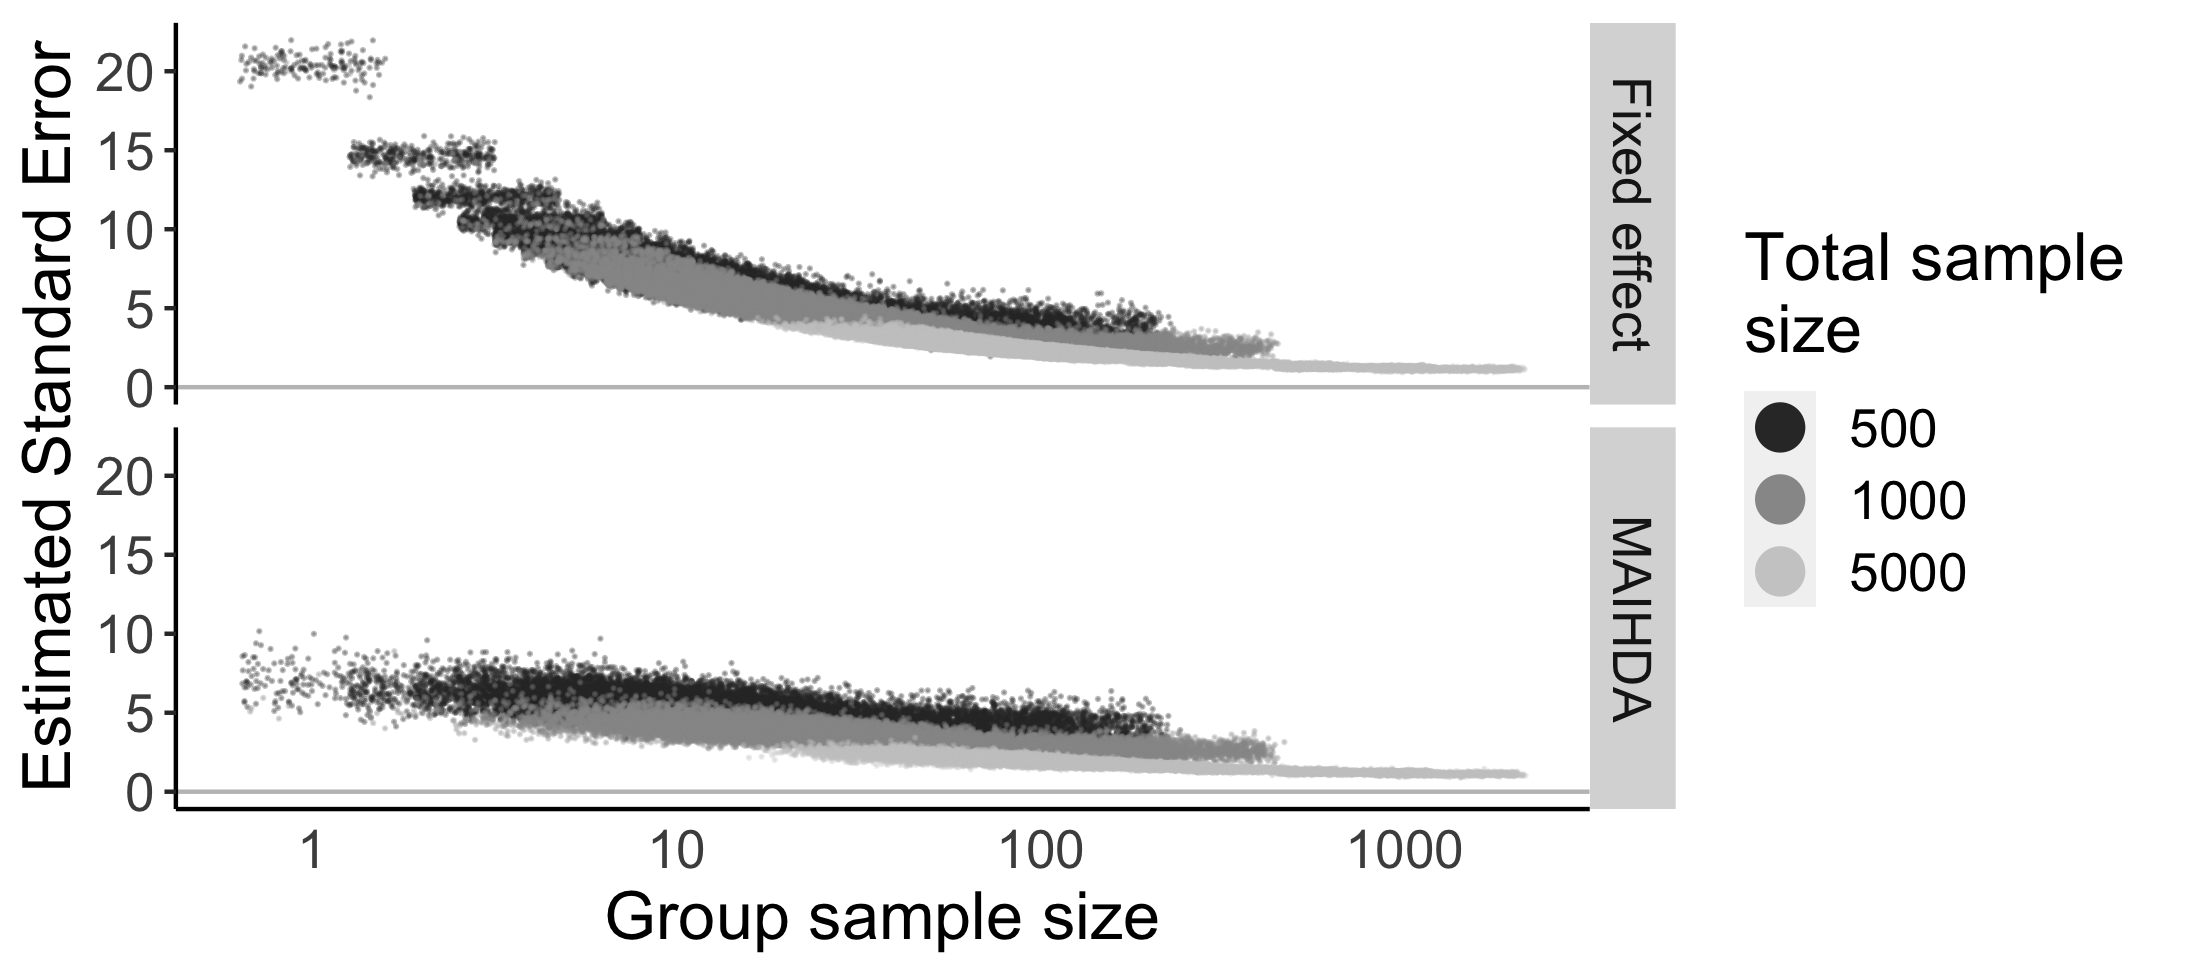 Estimated Standard Error
20
15
10
5
0
Fixed effect
20
15
10
5
0
MAIHDA
1 10 100 1000
Group sample size
Total sample
size
500
1000
5000